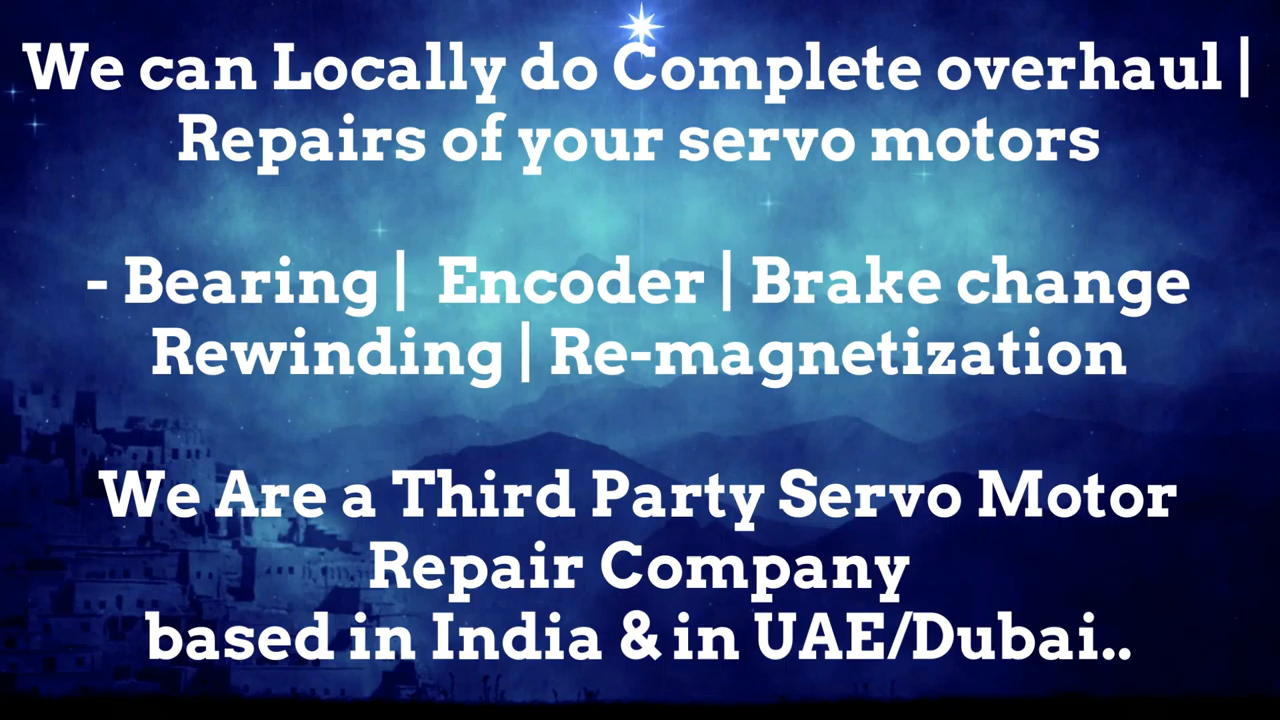 We can Locally do Complete overhaul |
Repairs of your servo motors
- Bearing |  Encoder | Brake change
Rewinding | Re-magnetization
We Are a Third Party Servo Motor
Repair Company
based in India & in UAE/Dubai..